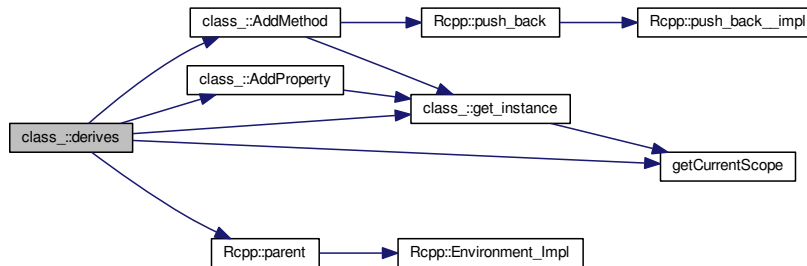 class_::AddMethod
Rcpp::push_back
Rcpp::push_back__impl
class_::AddProperty
class_::get_instance
class_::derives
getCurrentScope
Rcpp::parent
Rcpp::Environment_Impl